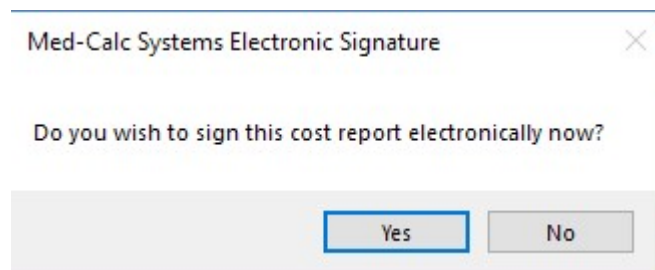 Med-Calc Systems Electronic Signature
Do you wish to sign this cost report electronically now?
Yes No